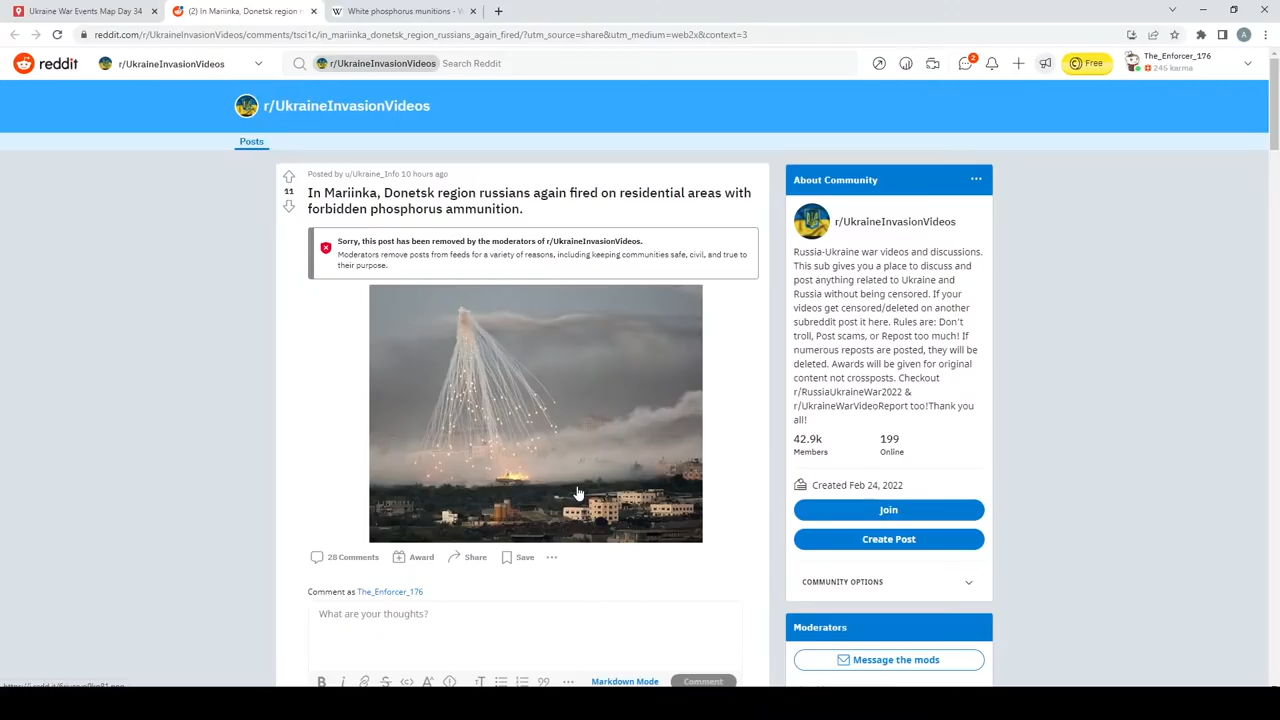 Ukraine War Events Map Day 34
(2) In Mariinka, Donetsk region r
White phosphorus munitions - W
A
reddit.com/r/UkraineInvasionVideos/comments/tsci1c/in_mariinka_donetsk_region_russians_again_fired/?utm_source=share&utm_medium=web2x&context=3
reddit
r/UkraineInvasionVideos
r/UkraineInvasionVideos
Search Reddit
2
Free
The_Enforcer_176
245 karma
r/UkraineInvasionVideos
Posts
Posted by u/Ukraine_Info 10 hours ago
11
In Mariinka, Donetsk region russians again fired on residential areas with
forbidden phosphorus ammunition.
Sorry, this post has been removed by the moderators of r/UkraineInvasionVideos.
Moderators remove posts from feeds for a variety of reasons, including keeping communities safe, civil, and true to
their purpose.
28 Comments
Award
Share
Save
Comment as The_Enforcer_176
What are your thoughts?
Markdown Mode
Comment
About Community
r/UkraineInvasionVideos
Russia-Ukraine war videos and discussions.
This sub gives you a place to discuss and
post anything related to Ukraine and
Russia without being censored. If your
videos get censored/deleted on another
subreddit post it here. Rules are: Don't
troll, Post scams, or Repost too much! If
numerous reposts are posted, they will be
deleted. Awards will be given for original
content not crossposts. Checkout
r/RussiaUkraineWar2022 &
r/UkraineWarVideoReport too!Thank you
all!
42.9k
199
Members
Online
Created Feb 24, 2022
Join
Create Post
COMMUNITY OPTIONS
Moderators
Message the mods